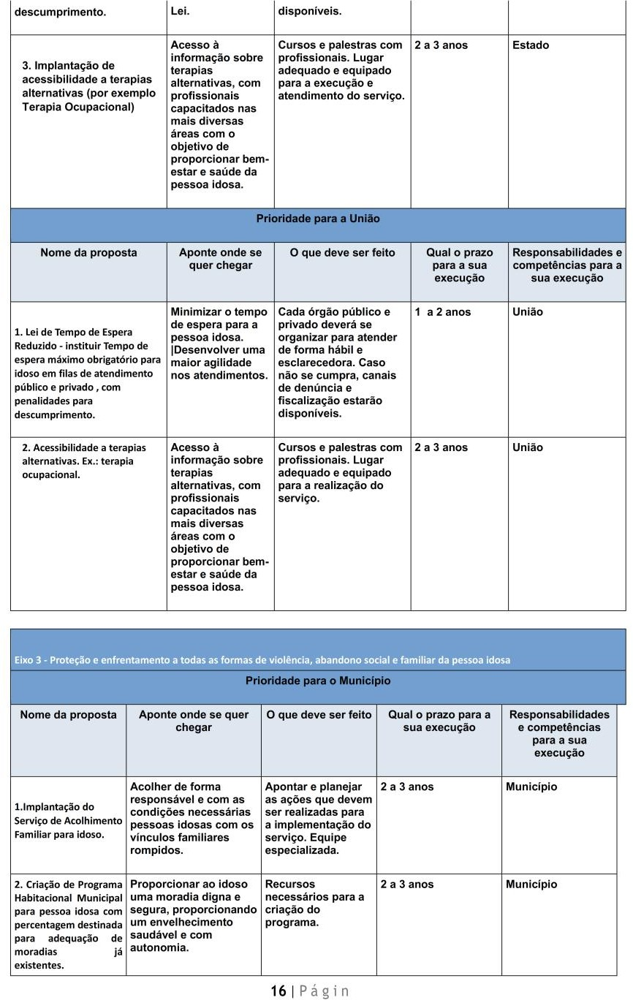 descumprimento.
Lei.
disponíveis.
3. Implantação de
acessibilidade a terapias
alternativas (por exemplo
Terapia Ocupacional)
Acesso à
informação sobre
terapias
alternativas, com
profissionais
capacitados nas
mais diversas
áreas com o
objetivo de
proporcionar bem-
estar e saúde da
pessoa idosa.
Cursos e palestras com
profissionais. Lugar
adequado e equipado
para a execução e
atendimento do serviço.
2 a 3 anos
Estado
Prioridade para a União
Nome da proposta
Aponte onde se
quer chegar
O que deve ser feito
Qual o prazo
para a sua
execução
Responsabilidades e
competências para a
sua execução
1. Lei de Tempo de Espera
Reduzido - instituir Tempo de
espera máximo obrigatório para
idoso em filas de atendimento
público e privado , com
penalidades para
descumprimento.
Minimizar o tempo
de espera para a
pessoa idosa.
|Desenvolver uma
maior agilidade
nos atendimentos.
Cada órgão público e
privado deverá se
organizar para atender
de forma hábil e
esclarecedora. Caso
não se cumpra, canais
de denúncia e
fiscalização estarão
disponíveis.
1  a 2 anos
União
2. Acessibilidade a terapias
alternativas. Ex.: terapia
ocupacional.
Acesso à
informação sobre
terapias
alternativas, com
profissionais
capacitados nas
mais diversas
áreas com o
objetivo de
proporcionar bem-
estar e saúde da
pessoa idosa.
Cursos e palestras com
profissionais. Lugar
adequado e equipado
para a realização do
serviço.
2 a 3 anos
União
Eixo 3 - Proteção e enfrentamento a todas as formas de violência, abandono social e familiar da pessoa idosa
Prioridade para o Município
Nome da proposta
Aponte onde se quer
chegar
O que deve ser feito
Qual o prazo para a
sua execução
Responsabilidades
e competências
para a sua
execução
1.Implantação do
Serviço de Acolhimento
Familiar para idoso.
Acolher de forma
responsável e com as
condições necessárias
pessoas idosas com os
vínculos familiares
rompidos.
Apontar e planejar
as ações que devem
ser realizadas para
a implementação do
serviço. Equipe
especializada.
2 a 3 anos
Município
2. Criação de Programa
Habitacional Municipal
para pessoa idosa com
percentagem destinada
para adequação de
moradias já
existentes.
Proporcionar ao idoso
uma moradia digna e
segura, proporcionando
um envelhecimento
saudável e com
autonomia.
Recursos
necessários para a
criação do
programa.
2 a 3 anos
Município
16 | Págin